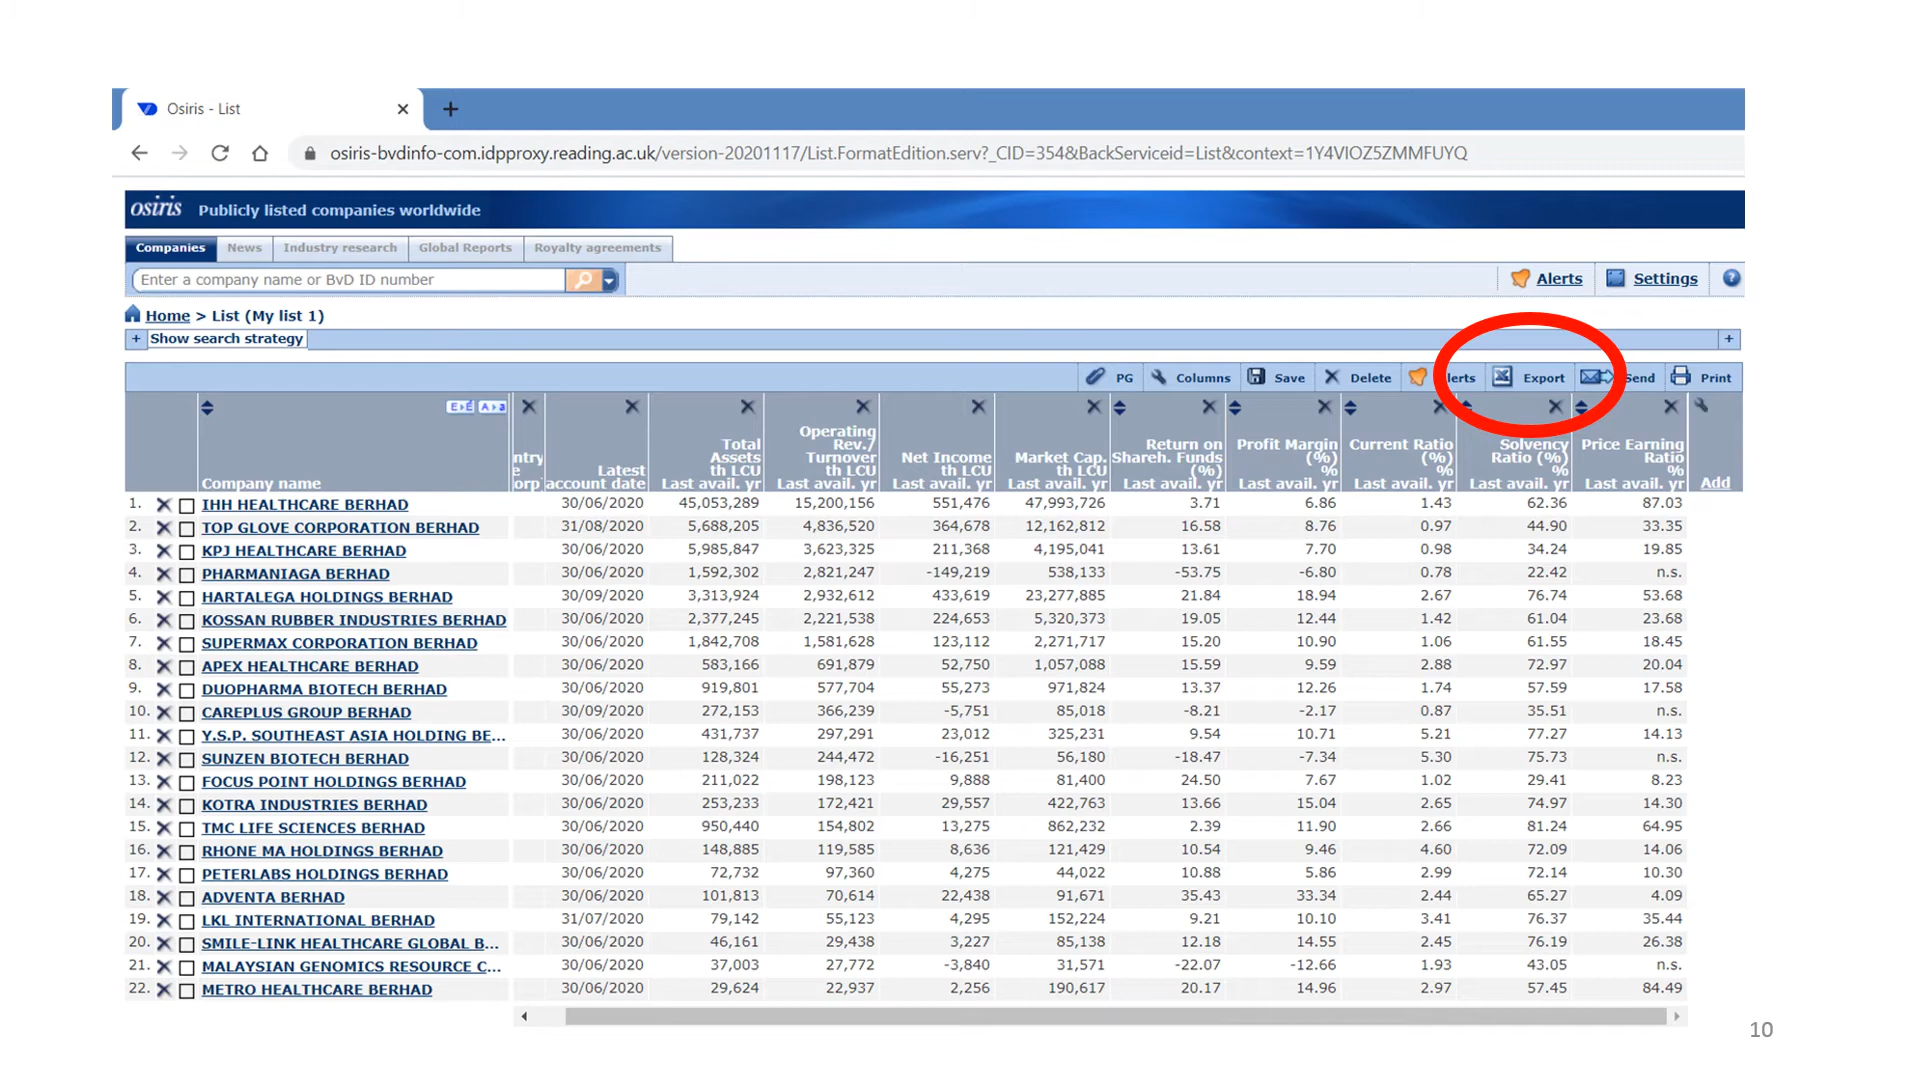 Osiris - List
osiris-bvdinfo-com.idpproxy.reading.ac.uk/version-20201117/List.FormatEdition.serv?_CID=354&BackServiceid=List&context=1Y4VIOZ5ZMMFUYQ
osiris Publicly listed companies worldwide
Companies News Industry research Global Reports Royalty agreements
Enter a company name or BvD ID number
Alerts Settings ?
Home > List (My list 1)
+ Show search strategy +
PG Columns Save Delete lerts Export Send Print
Company name
ntry
e
orp
Latest
account date
Total
Assets
th LCU
Last avail. yr
Operating
Rev./
Turnover
th LCU
Last avail. yr
Net Income
th LCU
Last avail. yr
Market Cap.
th LCU
Last avail. yr
Return on
Shareh. Funds
(%)
Last avail. yr
Profit Margin
(%)
%
Last avail. yr
Current Ratio
(%)
%
Last avail. yr
Solvency
Ratio (%)
%
Last avail. yr
Price Earning
Ratio
%
Last avail. yr
Add
1. IHH HEALTHCARE BERHAD 30/06/2020 45,053,289 15,200,156 551,476 47,993,726 3.71 6.86 1.43 62.36 87.03
2. TOP GLOVE CORPORATION BERHAD 31/08/2020 5,688,205 4,836,520 364,678 12,162,812 16.58 8.76 0.97 44.90 33.35
3. KPJ HEALTHCARE BERHAD 30/06/2020 5,985,847 3,623,325 211,368 4,195,041 13.61 7.70 0.98 34.24 19.85
4. PHARMANIAGA BERHAD 30/06/2020 1,592,302 2,821,247 -149,219 538,133 -53.75 -6.80 0.78 22.42 n.s.
5. HARTALEGA HOLDINGS BERHAD 30/09/2020 3,313,924 2,932,612 433,619 23,277,885 21.84 18.94 2.67 76.74 53.68
6. KOSSAN RUBBER INDUSTRIES BERHAD 30/06/2020 2,377,245 2,221,538 224,653 5,320,373 19.05 12.44 1.42 61.04 23.68
7. SUPERMAX CORPORATION BERHAD 30/06/2020 1,842,708 1,581,628 123,112 2,271,717 15.20 10.90 1.06 61.55 18.45
8. APEX HEALTHCARE BERHAD 30/06/2020 583,166 691,879 52,750 1,057,088 15.59 9.59 2.88 72.97 20.04
9. DUOPHARMA BIOTECH BERHAD 30/06/2020 919,801 577,704 55,273 971,824 13.37 12.26 1.74 57.59 17.58
10. CAREPLUS GROUP BERHAD 30/09/2020 272,153 366,239 -5,751 85,018 -8.21 -2.17 0.87 35.51 n.s.
11. Y.S.P. SOUTHEAST ASIA HOLDING BE... 30/06/2020 431,737 297,291 23,012 325,231 9.54 10.71 5.21 77.27 14.13
12. SUNZEN BIOTECH BERHAD 30/06/2020 128,324 244,472 -16,251 56,180 -18.47 -7.34 5.30 75.73 n.s.
13. FOCUS POINT HOLDINGS BERHAD 30/06/2020 211,022 198,123 9,888 81,400 24.50 7.67 1.02 29.41 8.23
14. KOTRA INDUSTRIES BERHAD 30/06/2020 253,233 172,421 29,557 422,763 13.66 15.04 2.65 74.97 14.30
15. TMC LIFE SCIENCES BERHAD 30/06/2020 950,440 154,802 13,275 862,232 2.39 11.90 2.66 81.24 64.95
16. RHONE MA HOLDINGS BERHAD 30/06/2020 148,885 119,585 8,636 121,429 10.54 9.46 4.60 72.09 14.06
17. PETERLABS HOLDINGS BERHAD 30/06/2020 72,732 97,360 4,275 44,022 10.88 5.86 2.99 72.14 10.30
18. ADVENTA BERHAD 30/06/2020 101,813 70,614 22,438 91,671 35.43 33.34 2.44 65.27 4.09
19. LKL INTERNATIONAL BERHAD 31/07/2020 79,142 55,123 4,295 152,224 9.21 10.10 3.41 76.37 35.44
20. SMILE-LINK HEALTHCARE GLOBAL B... 30/06/2020 46,161 29,438 3,227 85,138 12.18 14.55 2.45 76.19 26.38
21. MALAYSIAN GENOMICS RESOURCE C... 30/06/2020 37,003 27,772 -3,840 31,571 -22.07 -12.66 1.93 43.05 n.s.
22. METRO HEALTHCARE BERHAD 30/06/2020 29,624 22,937 2,256 190,617 20.17 14.96 2.97 57.45 84.49
10